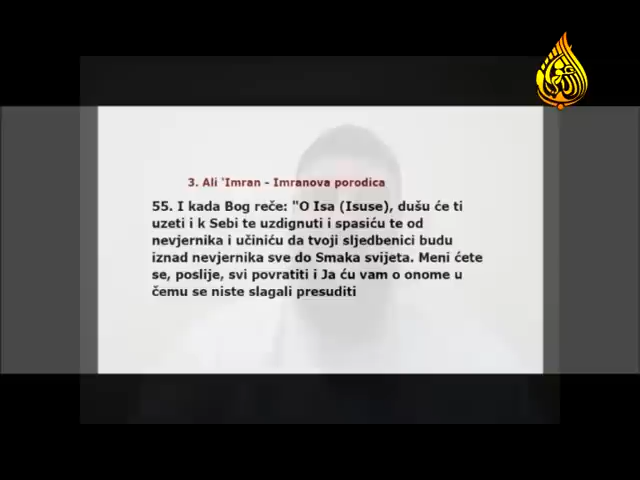 3. Ali 'Imran – Imranova porodica
55. I kada Bog reče: "O Isa (Isuse), dušu će ti
uzeti i k Sebi te uzdignuti i spasiću te od
nevjernika i učiniću da tvoji sljedbenici budu
iznad nevjernika sve do Smaka svijeta. Meni ćete
se, poslije, svi povratiti i Ja ću vam o onome u
čemu se niste slagali presuditi